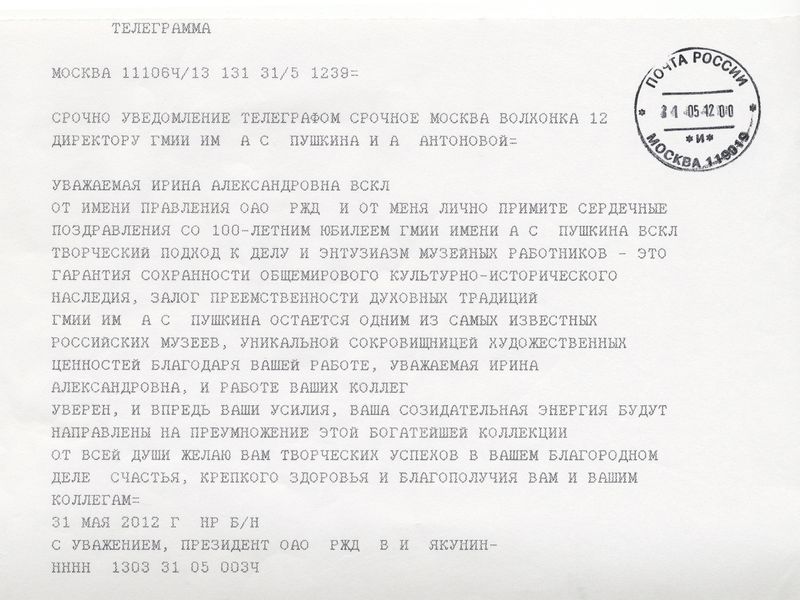 ТЕЛЕГРАММА
МОСКВА 11106Ч/13 131 31/5 1239=
СРОЧНО УВЕДОМЛЕНИЕ ТЕЛЕГРАФОМ СРОЧНОЕ МОСКВА ВОЛХОНКА 12
ДИРЕКТОРУ ГМИИ ИМ А С ПУШКИНА И А АНТОНОВОЙ=
УВАЖАЕМАЯ ИРИНА АЛЕКСАНДРОВНА ВСКЛ
ОТ ИМЕНИ ПРАВЛЕНИЯ ОАО РЖД И ОТ МЕНЯ ЛИЧНО ПРИМИТЕ СЕРДЕЧНЫЕ
ПОЗДРАВЛЕНИЯ СО 100-ЛЕТНИМ ЮБИЛЕЕМ ГМИИ ИМЕНИ А С ПУШКИНА ВСКЛ
ТВОРЧЕСКИЙ ПОДХОД К ДЕЛУ И ЭНТУЗИАЗМ МУЗЕЙНЫХ РАБОТНИКОВ - ЭТО
ГАРАНТИЯ СОХРАННОСТИ ОБЩЕМИРОВОГО КУЛЬТУРНО-ИСТОРИЧЕСКОГО
НАСЛЕДИЯ, ЗАЛОГ ПРЕЕМСТВЕННОСТИ ДУХОВНЫХ ТРАДИЦИЙ
ГМИИ ИМ А С ПУШКИНА ОСТАЕТСЯ ОДНИМ ИЗ САМЫХ ИЗВЕСТНЫХ
РОССИЙСКИХ МУЗЕЕВ, УНИКАЛЬНОЙ СОКРОВИЩНИЦЕЙ ХУДОЖЕСТВЕННЫХ
ЦЕННОСТЕЙ БЛАГОДАРЯ ВАШЕЙ РАБОТЕ, УВАЖАЕМАЯ ИРИНА
АЛЕКСАНДРОВНА, И РАБОТЕ ВАШИХ КОЛЛЕГ
УВЕРЕН, И ВПРЕДЬ ВАШИ УСИЛИЯ, ВАША СОЗИДАТЕЛЬНАЯ ЭНЕРГИЯ БУДУТ
НАПРАВЛЕНЫ НА ПРЕУМНОЖЕНИЕ ЭТОЙ БОГАТЕЙШЕЙ КОЛЛЕКЦИИ
ОТ ВСЕЙ ДУШИ ЖЕЛАЮ ВАМ ТВОРЧЕСКИХ УСПЕХОВ В ВАШЕМ БЛАГОРОДНОМ
ДЕЛЕ СЧАСТЬЯ, КРЕПКОГО ЗДОРОВЬЯ И БЛАГОПОЛУЧИЯ ВАМ И ВАШИМ
КОЛЛЕГАМ=
31 МАЯ 2012 Г НР Б/Н
С УВАЖЕНИЕМ, ПРЕЗИДЕНТ ОАО РЖД В И ЯКУНИН-
НННН 1303 31 05 003Ч
ПОЧТА РОССИИ
31 05 12 00
*И*
МОСКВА 119019